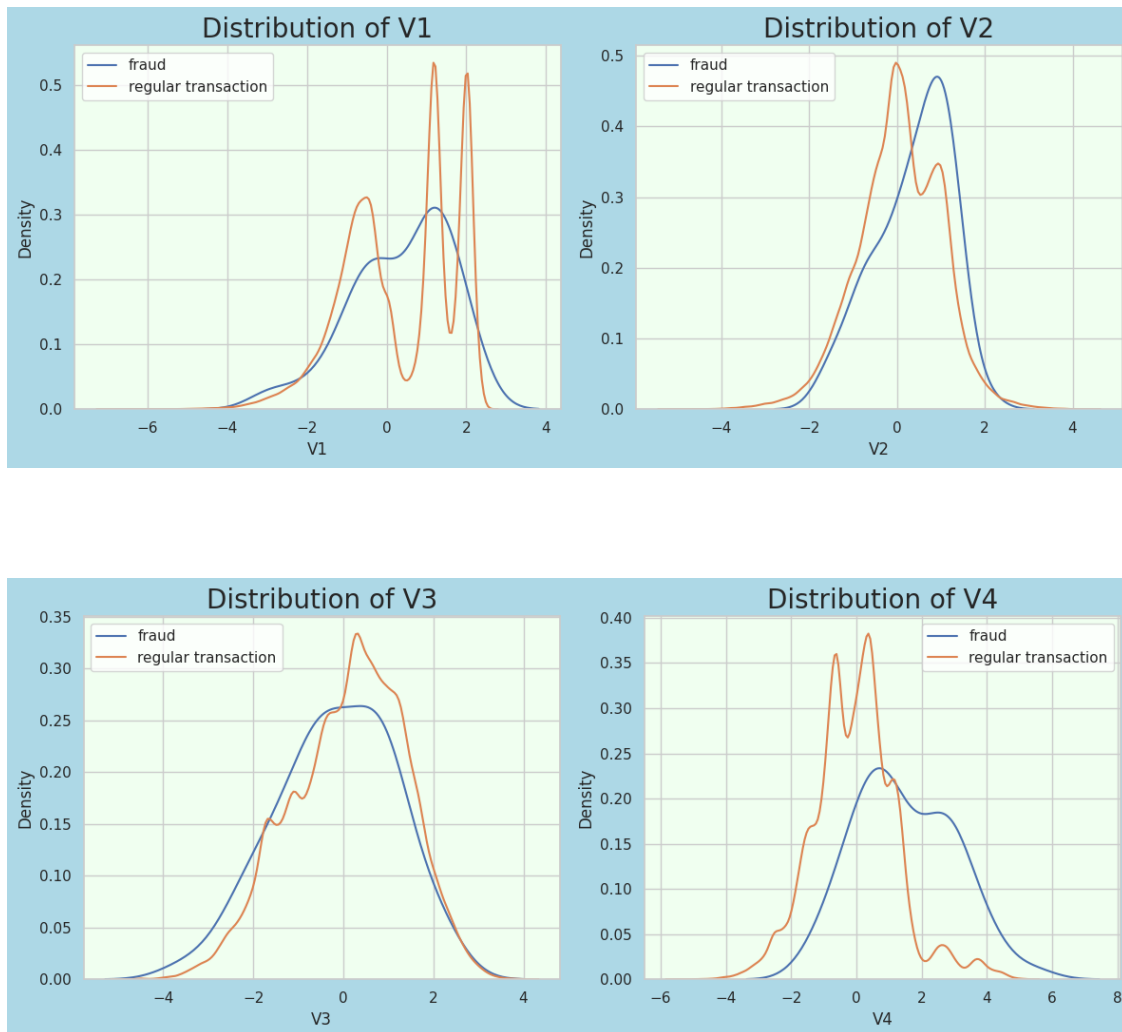 Distribution of V1
fraud
regular transaction
Density
0.5
0.4
0.3
0.2
0.1
0.0
−6 −4 −2 0 2 4
V1
Distribution of V2
fraud
regular transaction
Density
0.5
0.4
0.3
0.2
0.1
0.0
−4 −2 0 2 4
V2
Distribution of V3
fraud
regular transaction
Density
0.35
0.30
0.25
0.20
0.15
0.10
0.05
0.00
−4 −2 0 2 4
V3
Distribution of V4
fraud
regular transaction
Density
0.40
0.35
0.30
0.25
0.20
0.15
0.10
0.05
0.00
−6 −4 −2 0 2 4 6 8
V4